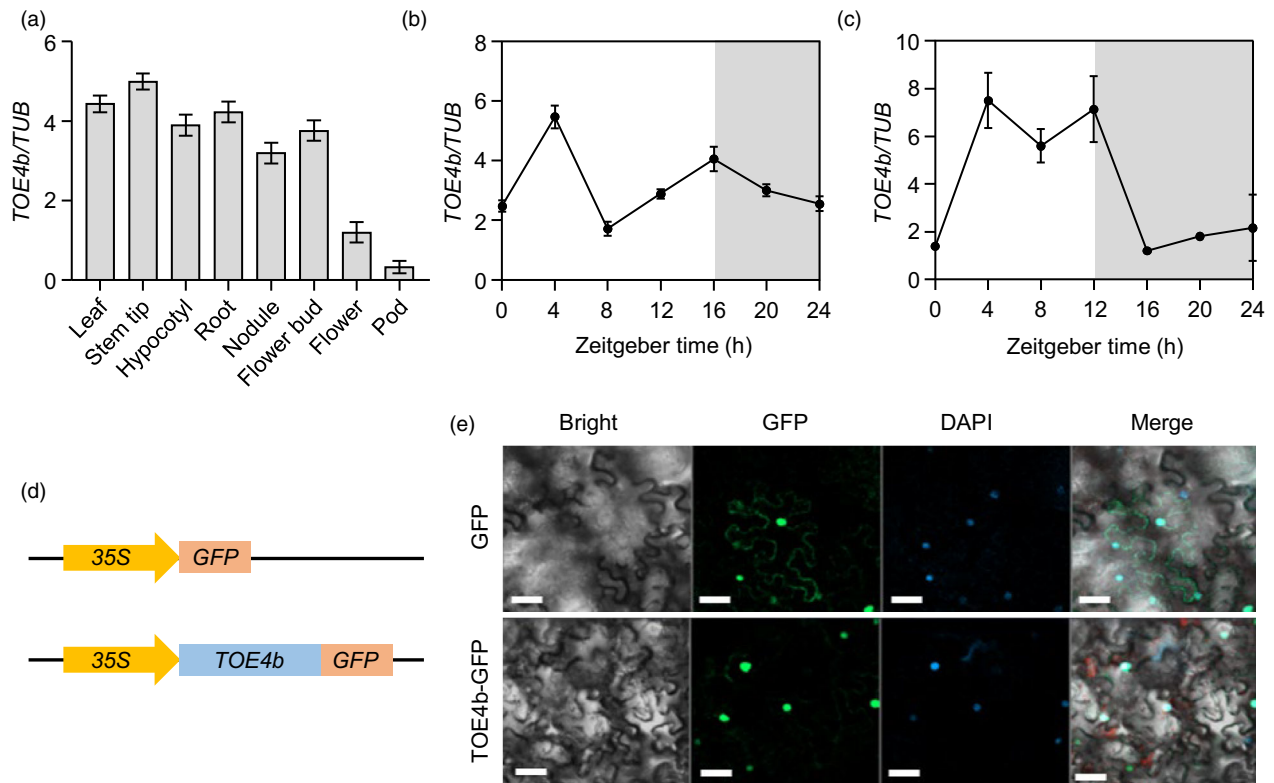 (a)
TOE4b/TUB
6
4
2
0
Leaf
Stem tip
Hypocotyl
Root
Nodule
Flower bud
Flower
Pod
(b)
TOE4b/TUB
8
6
4
2
0
0 4 8 12 16 20 24
Zeitgeber time (h)
(c)
TOE4b/TUB
10
8
6
4
2
0
0 4 8 12 16 20 24
Zeitgeber time (h)
(d)
35S GFP
35S TOE4b GFP
(e)
Bright GFP DAPI Merge
GFP
TOE4b-GFP